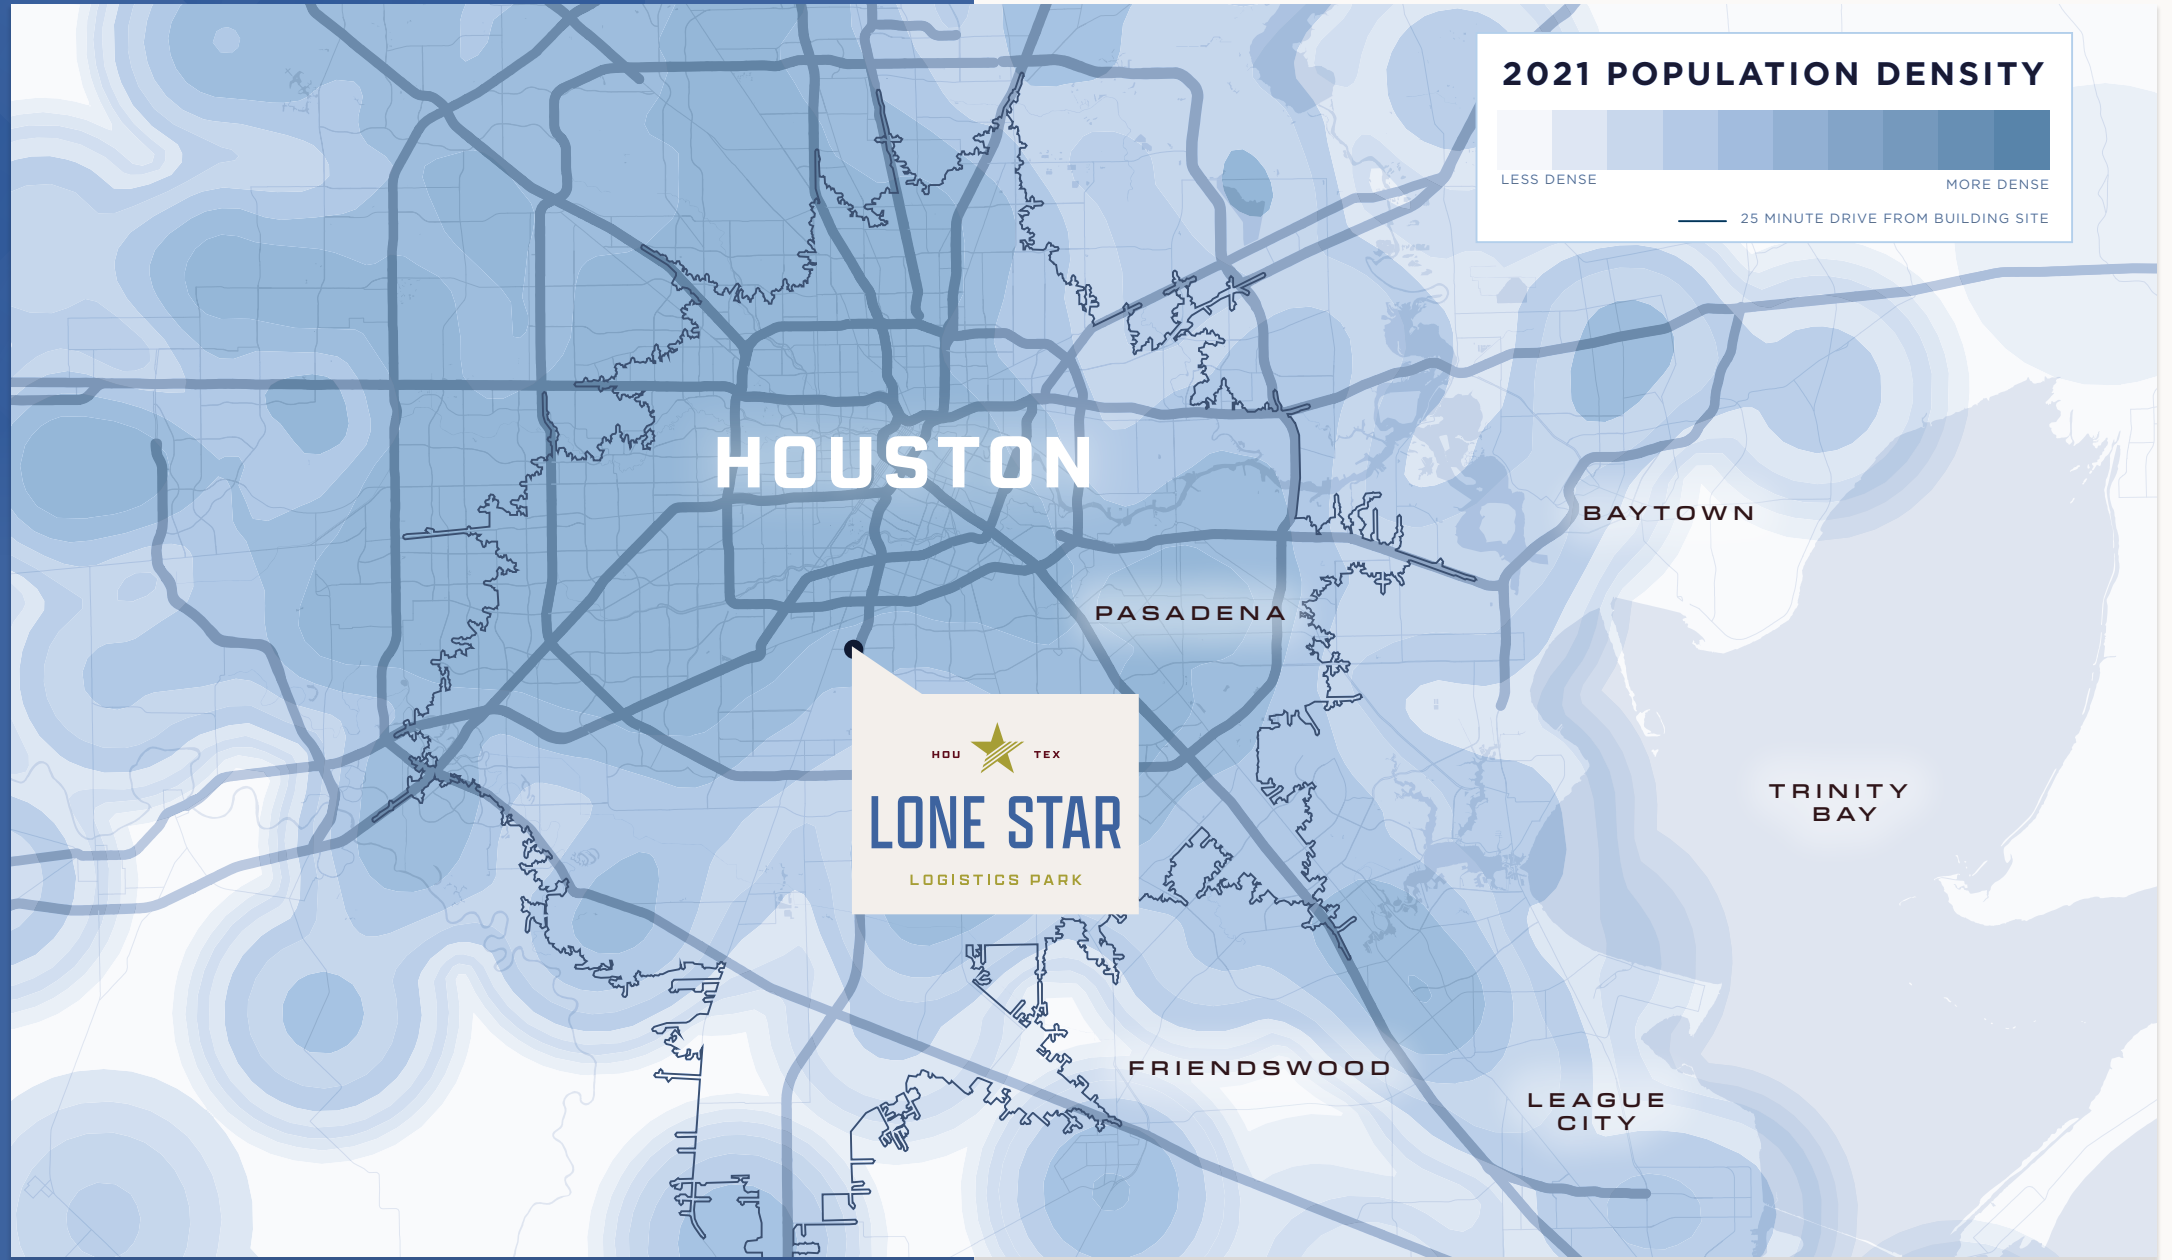 2021 POPULATION DENSITY
LESS DENSE
MORE DENSE
25 MINUTE DRIVE FROM BUILDING SITE
HOUSTON
BAYTOWN
PASADENA
HOU TEX
LONE STAR
LOGISTICS PARK
TRINITY
BAY
FRIENDSWOOD
LEAGUE
CITY